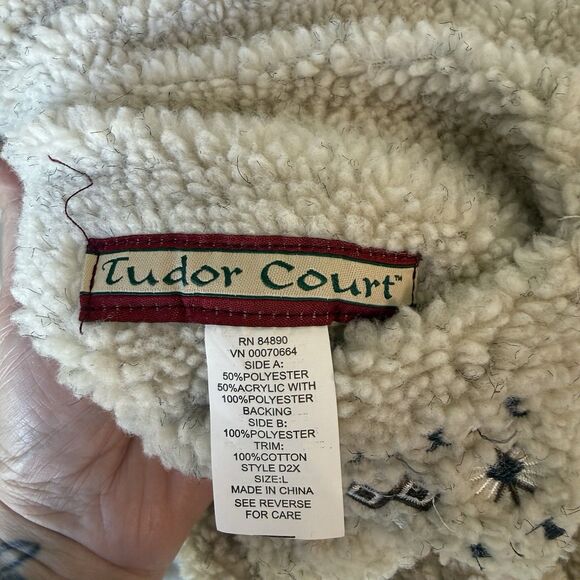 Tudor Court™
RN 84890
VN 00070664
SIDE A:
50%POLYESTER
50%ACRYLIC WITH
100%POLYESTER
BACKING
SIDE B:
100%POLYESTER
TRIM:
100%COTTON
STYLE D2X
SIZE:L
MADE IN CHINA
SEE REVERSE
FOR CARE